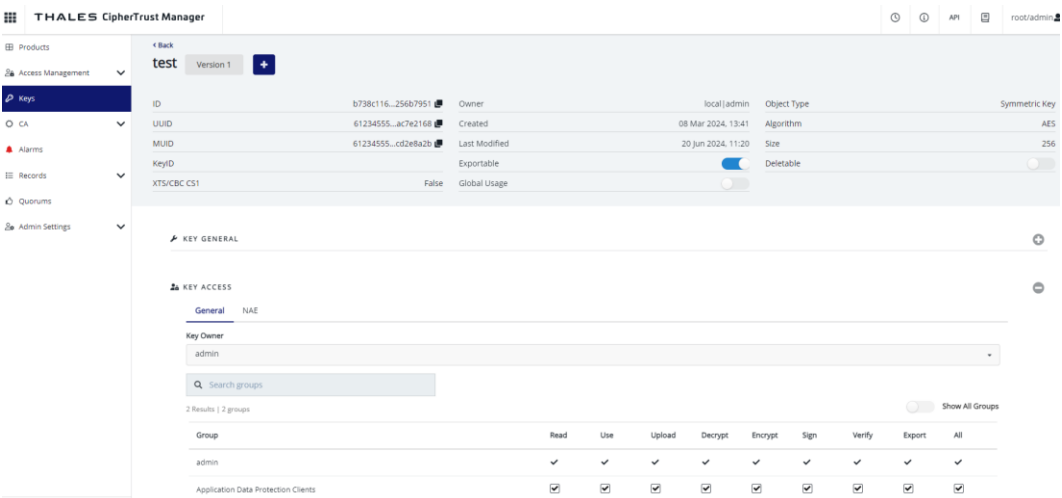 THALES CipherTrust Manager
API
root/admin
Products
Access Management
Keys
CA
Alarms
Records
Quorums
Admin Settings
Back
test Version 1 +
ID b738c116...256b7951 Owner local|admin Object Type Symmetric Key
UUID 61234555...ac7e2168 Created 08 Mar 2024, 13:41 Algorithm AES
MUID 61234555...cd2e8a2b Last Modified 20 Jun 2024, 11:20 Size 256
KeyID Exportable Deletable
XTS/CBC CS1 False Global Usage
KEY GENERAL
KEY ACCESS
General NAE
Key Owner
admin
Search groups
2 Results | 2 groups Show All Groups
Group Read Use Upload Decrypt Encrypt Sign Verify Export All
admin
Application Data Protection Clients